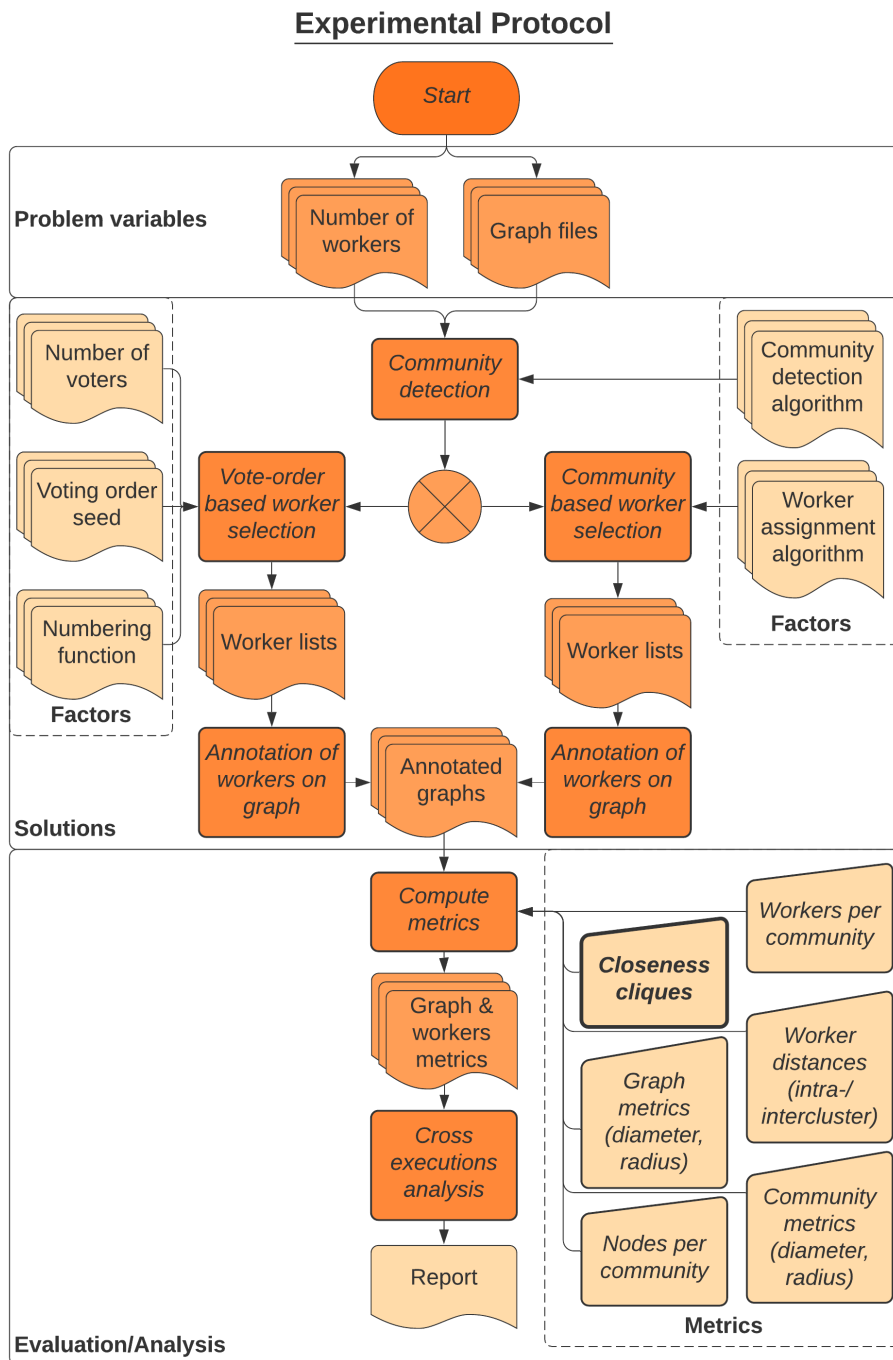 Experimental Protocol
Start
Problem variables
Number of
workers
Graph files
Number of
voters
Voting order
seed
Numbering
function
Factors
Community
detection
Community
detection
algorithm
Worker
assignment
algorithm
Factors
Vote-order
based worker
selection
Community
based worker
selection
Worker lists
Worker lists
Annotation of
workers on
graph
Annotated
graphs
Annotation of
workers on
graph
Solutions
Compute
metrics
Workers per
community
Closeness
cliques
Graph &
workers
metrics
Worker
distances
(intra-/
intercluster)
Graph
metrics
(diameter,
radius)
Cross
executions
analysis
Community
metrics
(diameter,
radius)
Nodes per
community
Report
Metrics
Evaluation/Analysis